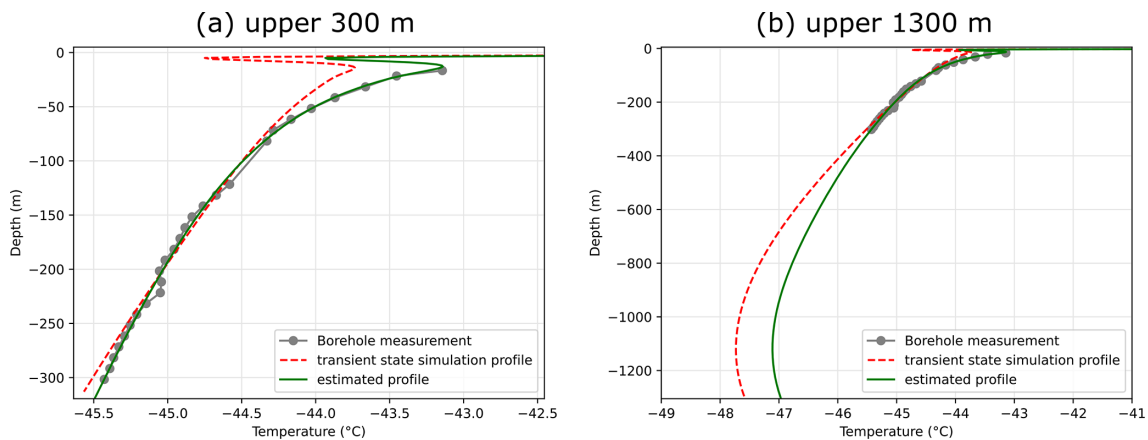 (a) upper 300 m
0
−50
−100
−150
−200
−250
−300
Depth (m)
−45.5
−45.0
−44.5
−44.0
−43.5
−43.0
−42.5
Temperature (°C)
Borehole measurement
transient state simulation profile
estimated profile
(b) upper 1300 m
0
−200
−400
−600
−800
−1000
−1200
Depth (m)
−49
−48
−47
−46
−45
−44
−43
−42
−41
Temperature (°C)
Borehole measurement
transient state simulation profile
estimated profile